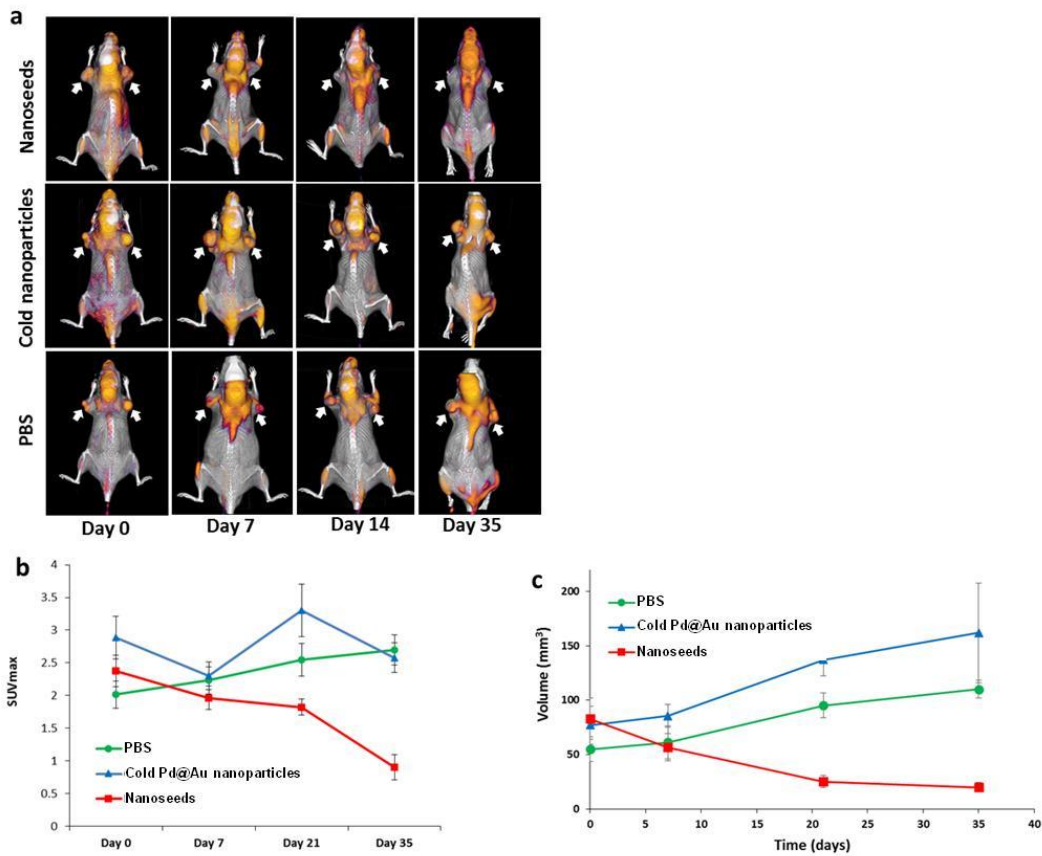 a
Nanoseeds
Cold nanoparticles
PBS
Day 0 Day 7 Day 14 Day 35
b
SUVmax
4
3.5
3
2.5
2
1.5
1
0.5
0
PBS
Cold Pd@Au nanoparticles
Nanoseeds
Day 0 Day 7 Day 21 Day 35
c
Volume (mm³)
200
150
100
50
0
PBS
Cold Pd@Au nanoparticles
Nanoseeds
0 5 10 15 20 25 30 35 40
Time (days)